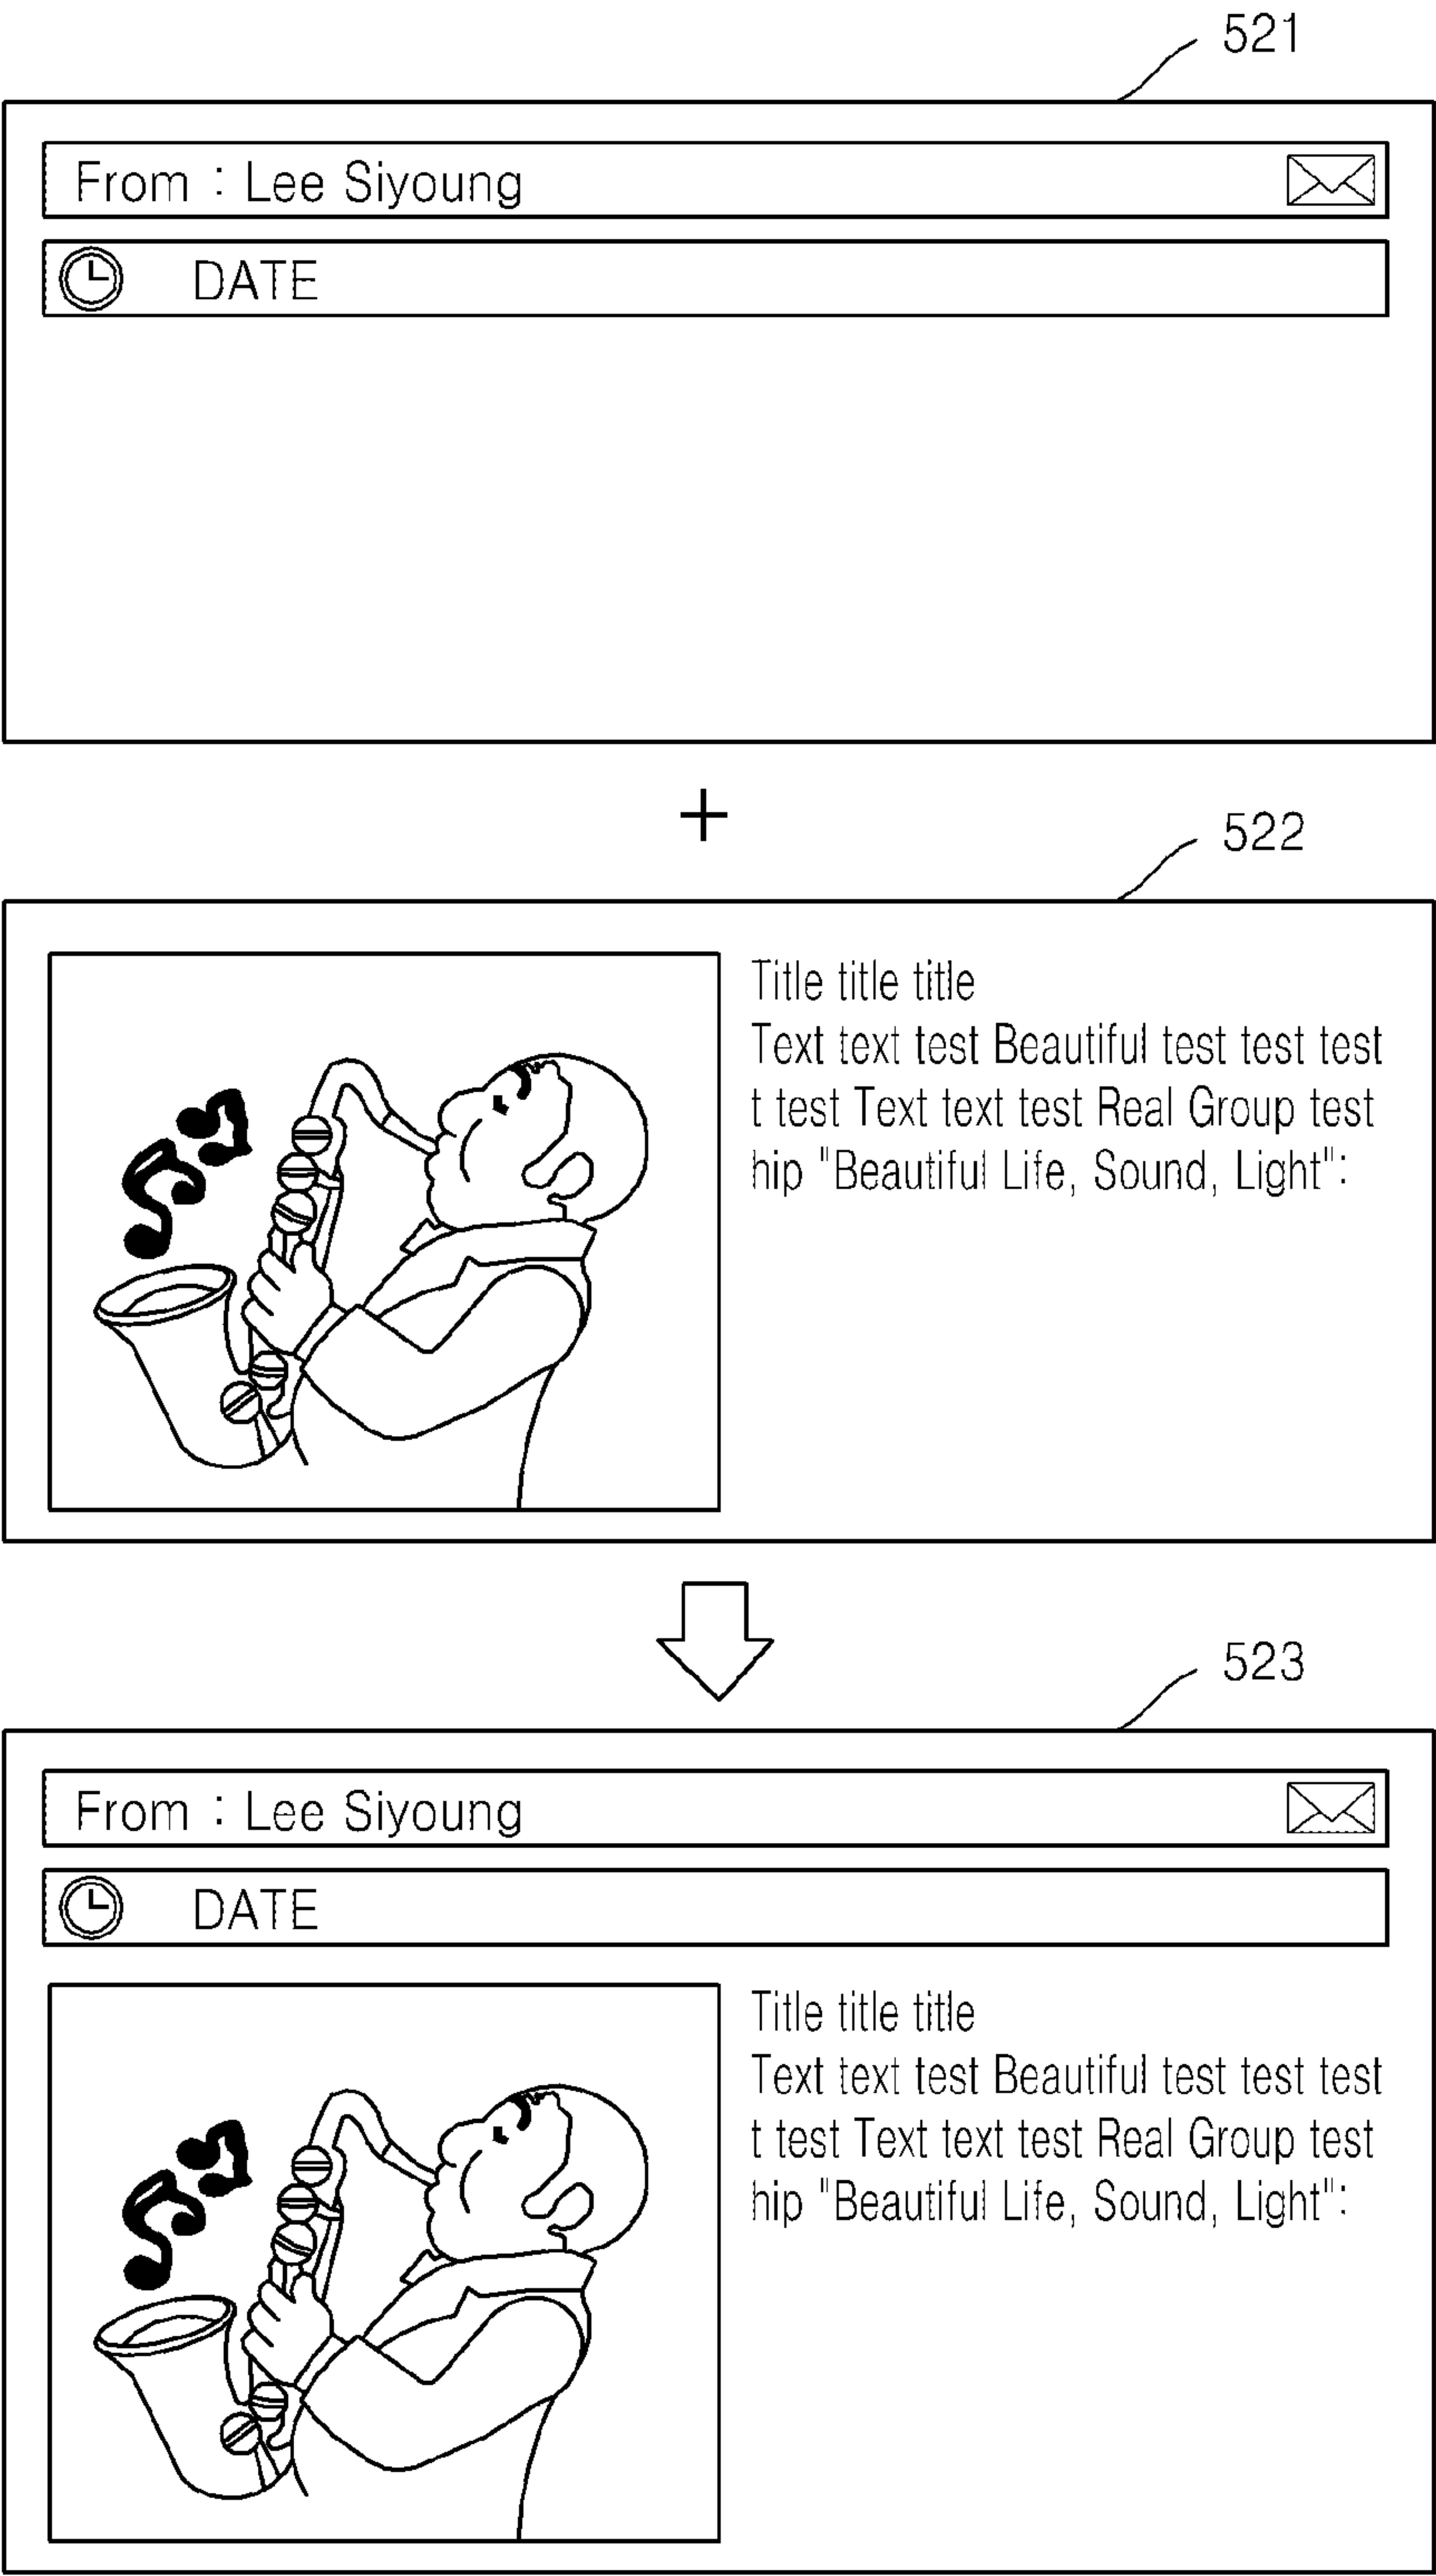 521
From : Lee Siyoung
DATE
+
522
Title title title
Text text test Beautiful test test test
t test Text text test Real Group test
hip "Beautiful Life, Sound, Light":
523
From : Lee Siyoung
DATE
Title title title
Text text test Beautiful test test test
t test Text text test Real Group test
hip "Beautiful Life, Sound, Light":